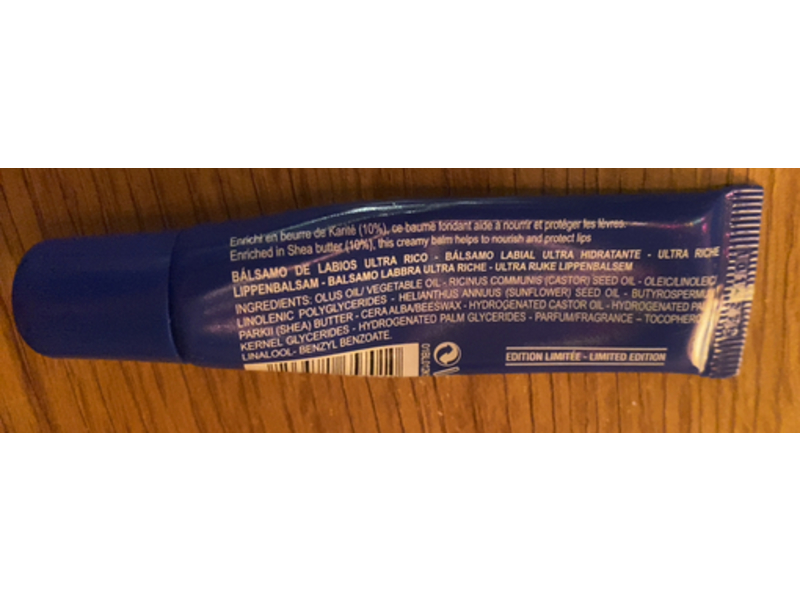 Enrichi en beurre de Karité (10%), ce baume fondant aide à nourrir et protéger les lèvres.
Enriched in Shea butter (10%), this creamy balm helps to nourish and protect lips
BÁLSAMO DE LABIOS ULTRA RICO - BÁLSAMO LABIAL ULTRA HIDRATANTE - ULTRA RICHE
LIPPENBALSAM - BALSAMO LABBRA ULTRA RICHE - ULTRA RIJKE LIPPENBALSEM
INGREDIENTS: OLUS OIL/ VEGETABLE OIL - RICINUS COMMUNIS (CASTOR) SEED OIL - OLEIC/LINOLEIC/
LINOLENIC POLYGLYCERIDES - HELIANTHUS ANNUUS (SUNFLOWER) SEED OIL - BUTYROSPERMUM
PARKII (SHEA) BUTTER - CERA ALBA/BEESWAX - HYDROGENATED CASTOR OIL - HYDROGENATED PALM
KERNEL GLYCERIDES - HYDROGENATED PALM GLYCERIDES - PARFUM/FRAGRANCE - TOCOPHEROL
LINALOOL- BENZYL BENZOATE.
EDITION LIMITÉE - LIMITED EDITION